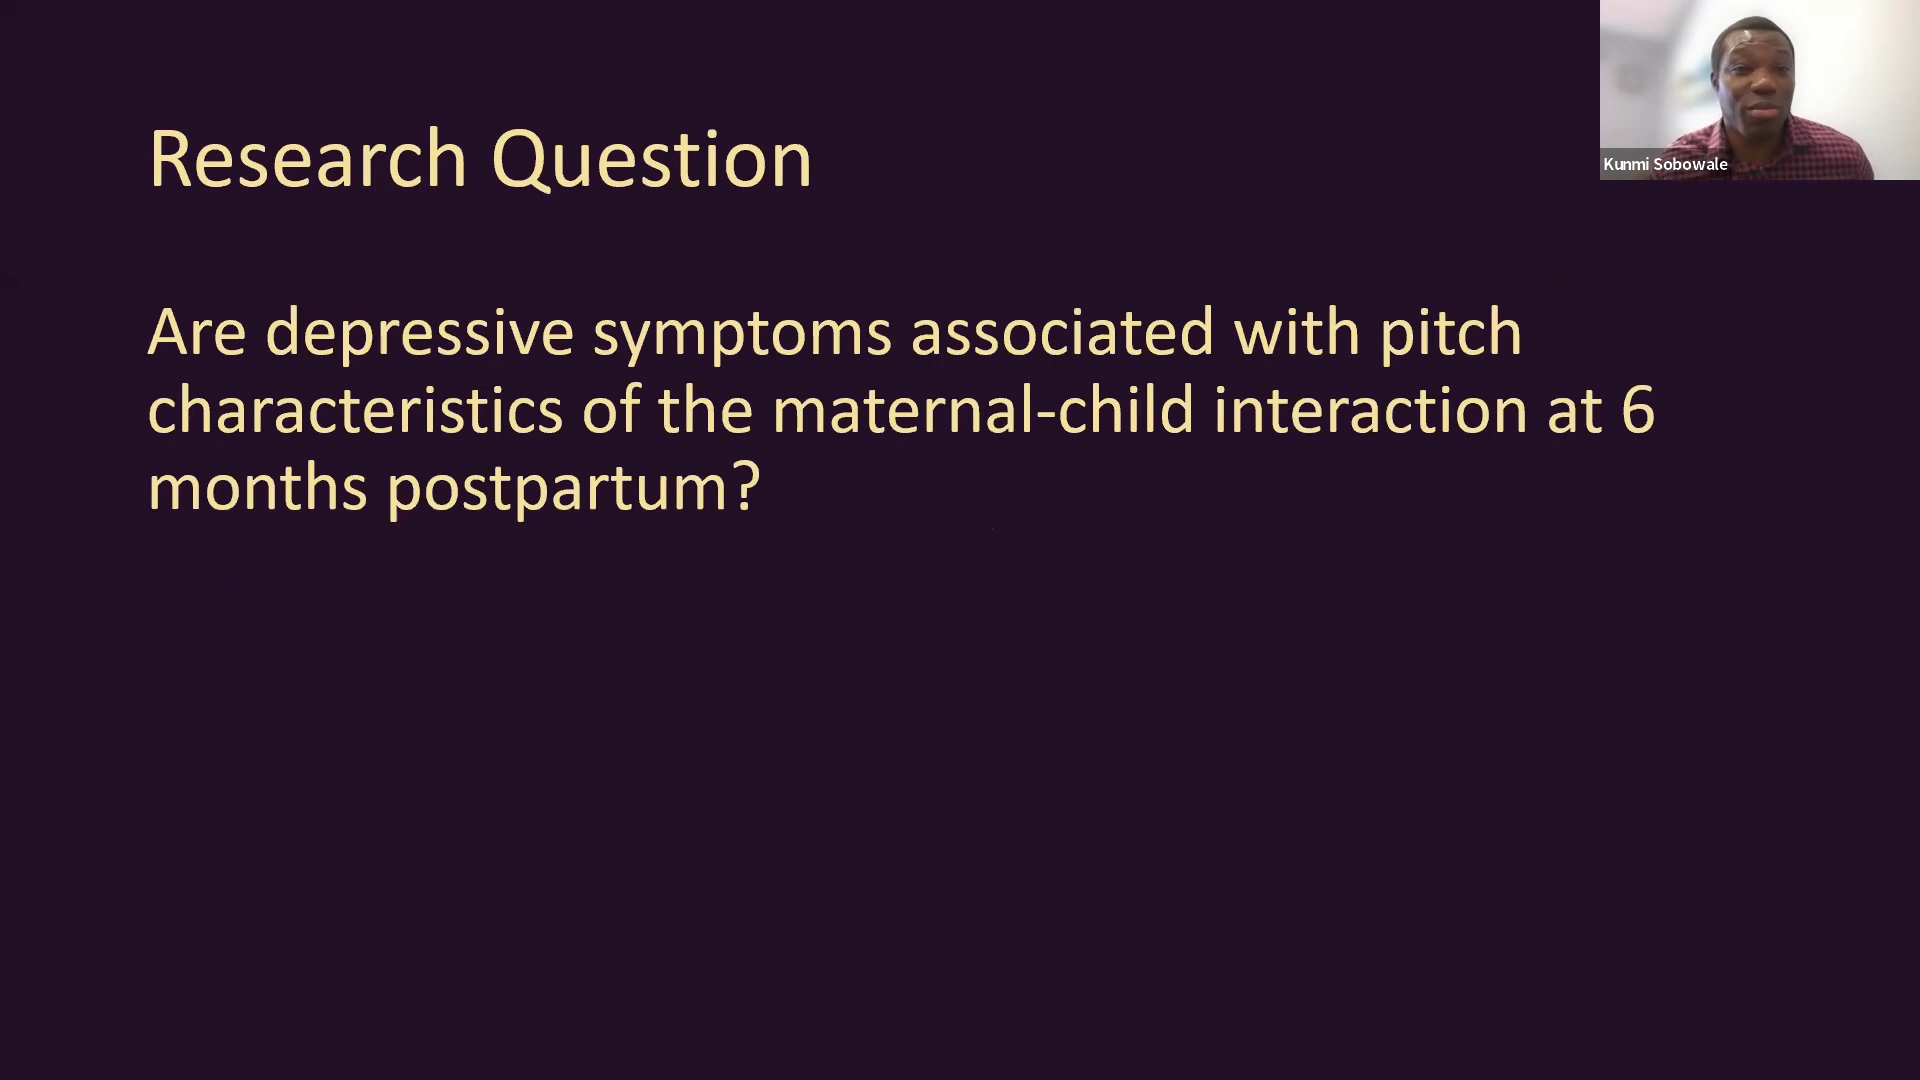 Research Question
Are depressive symptoms associated with pitch
characteristics of the maternal-child interaction at 6
months postpartum?
Kunmi Sobowale